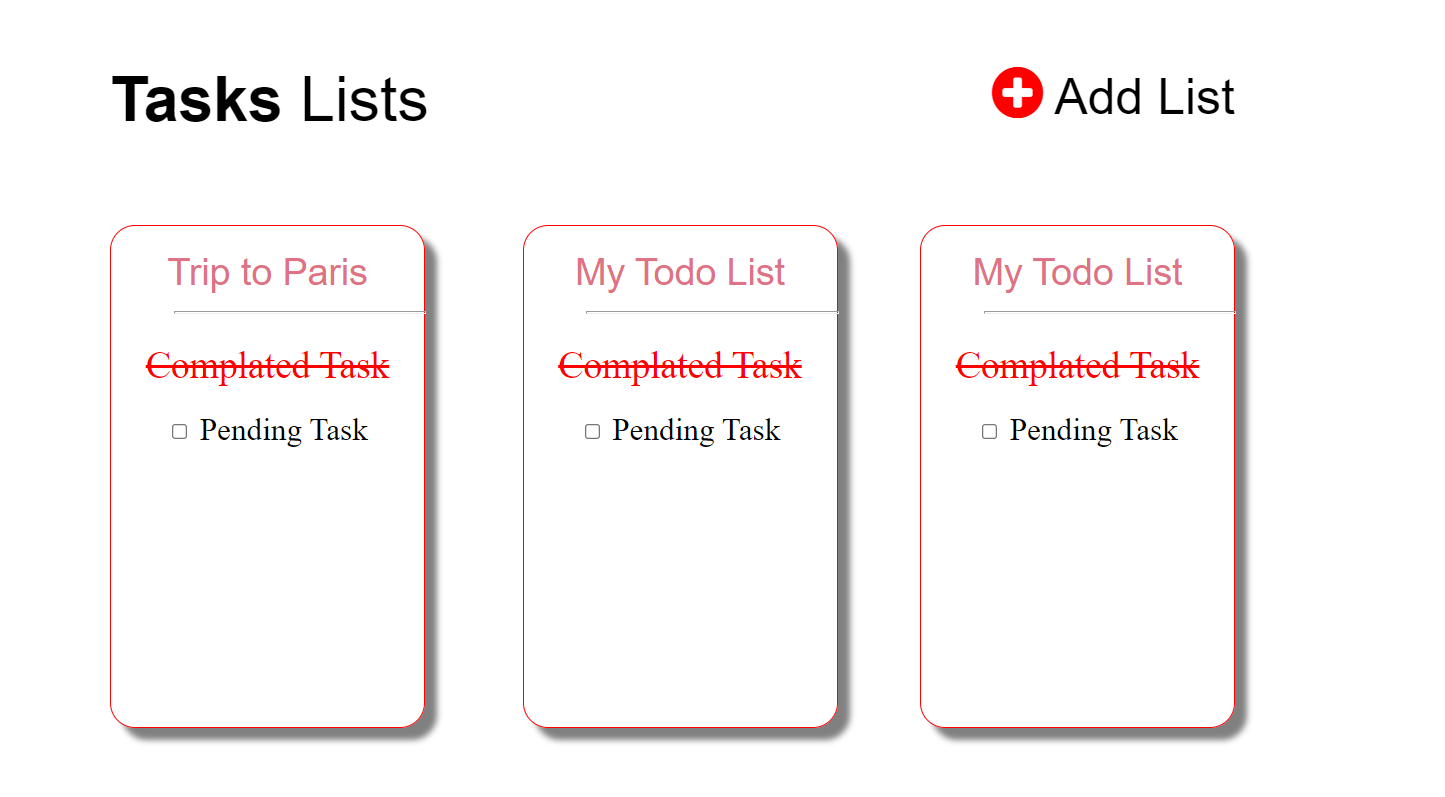 Tasks Lists
Add List
Trip to Paris
Complated Task
Pending Task
My Todo List
Complated Task
Pending Task
My Todo List
Complated Task
Pending Task